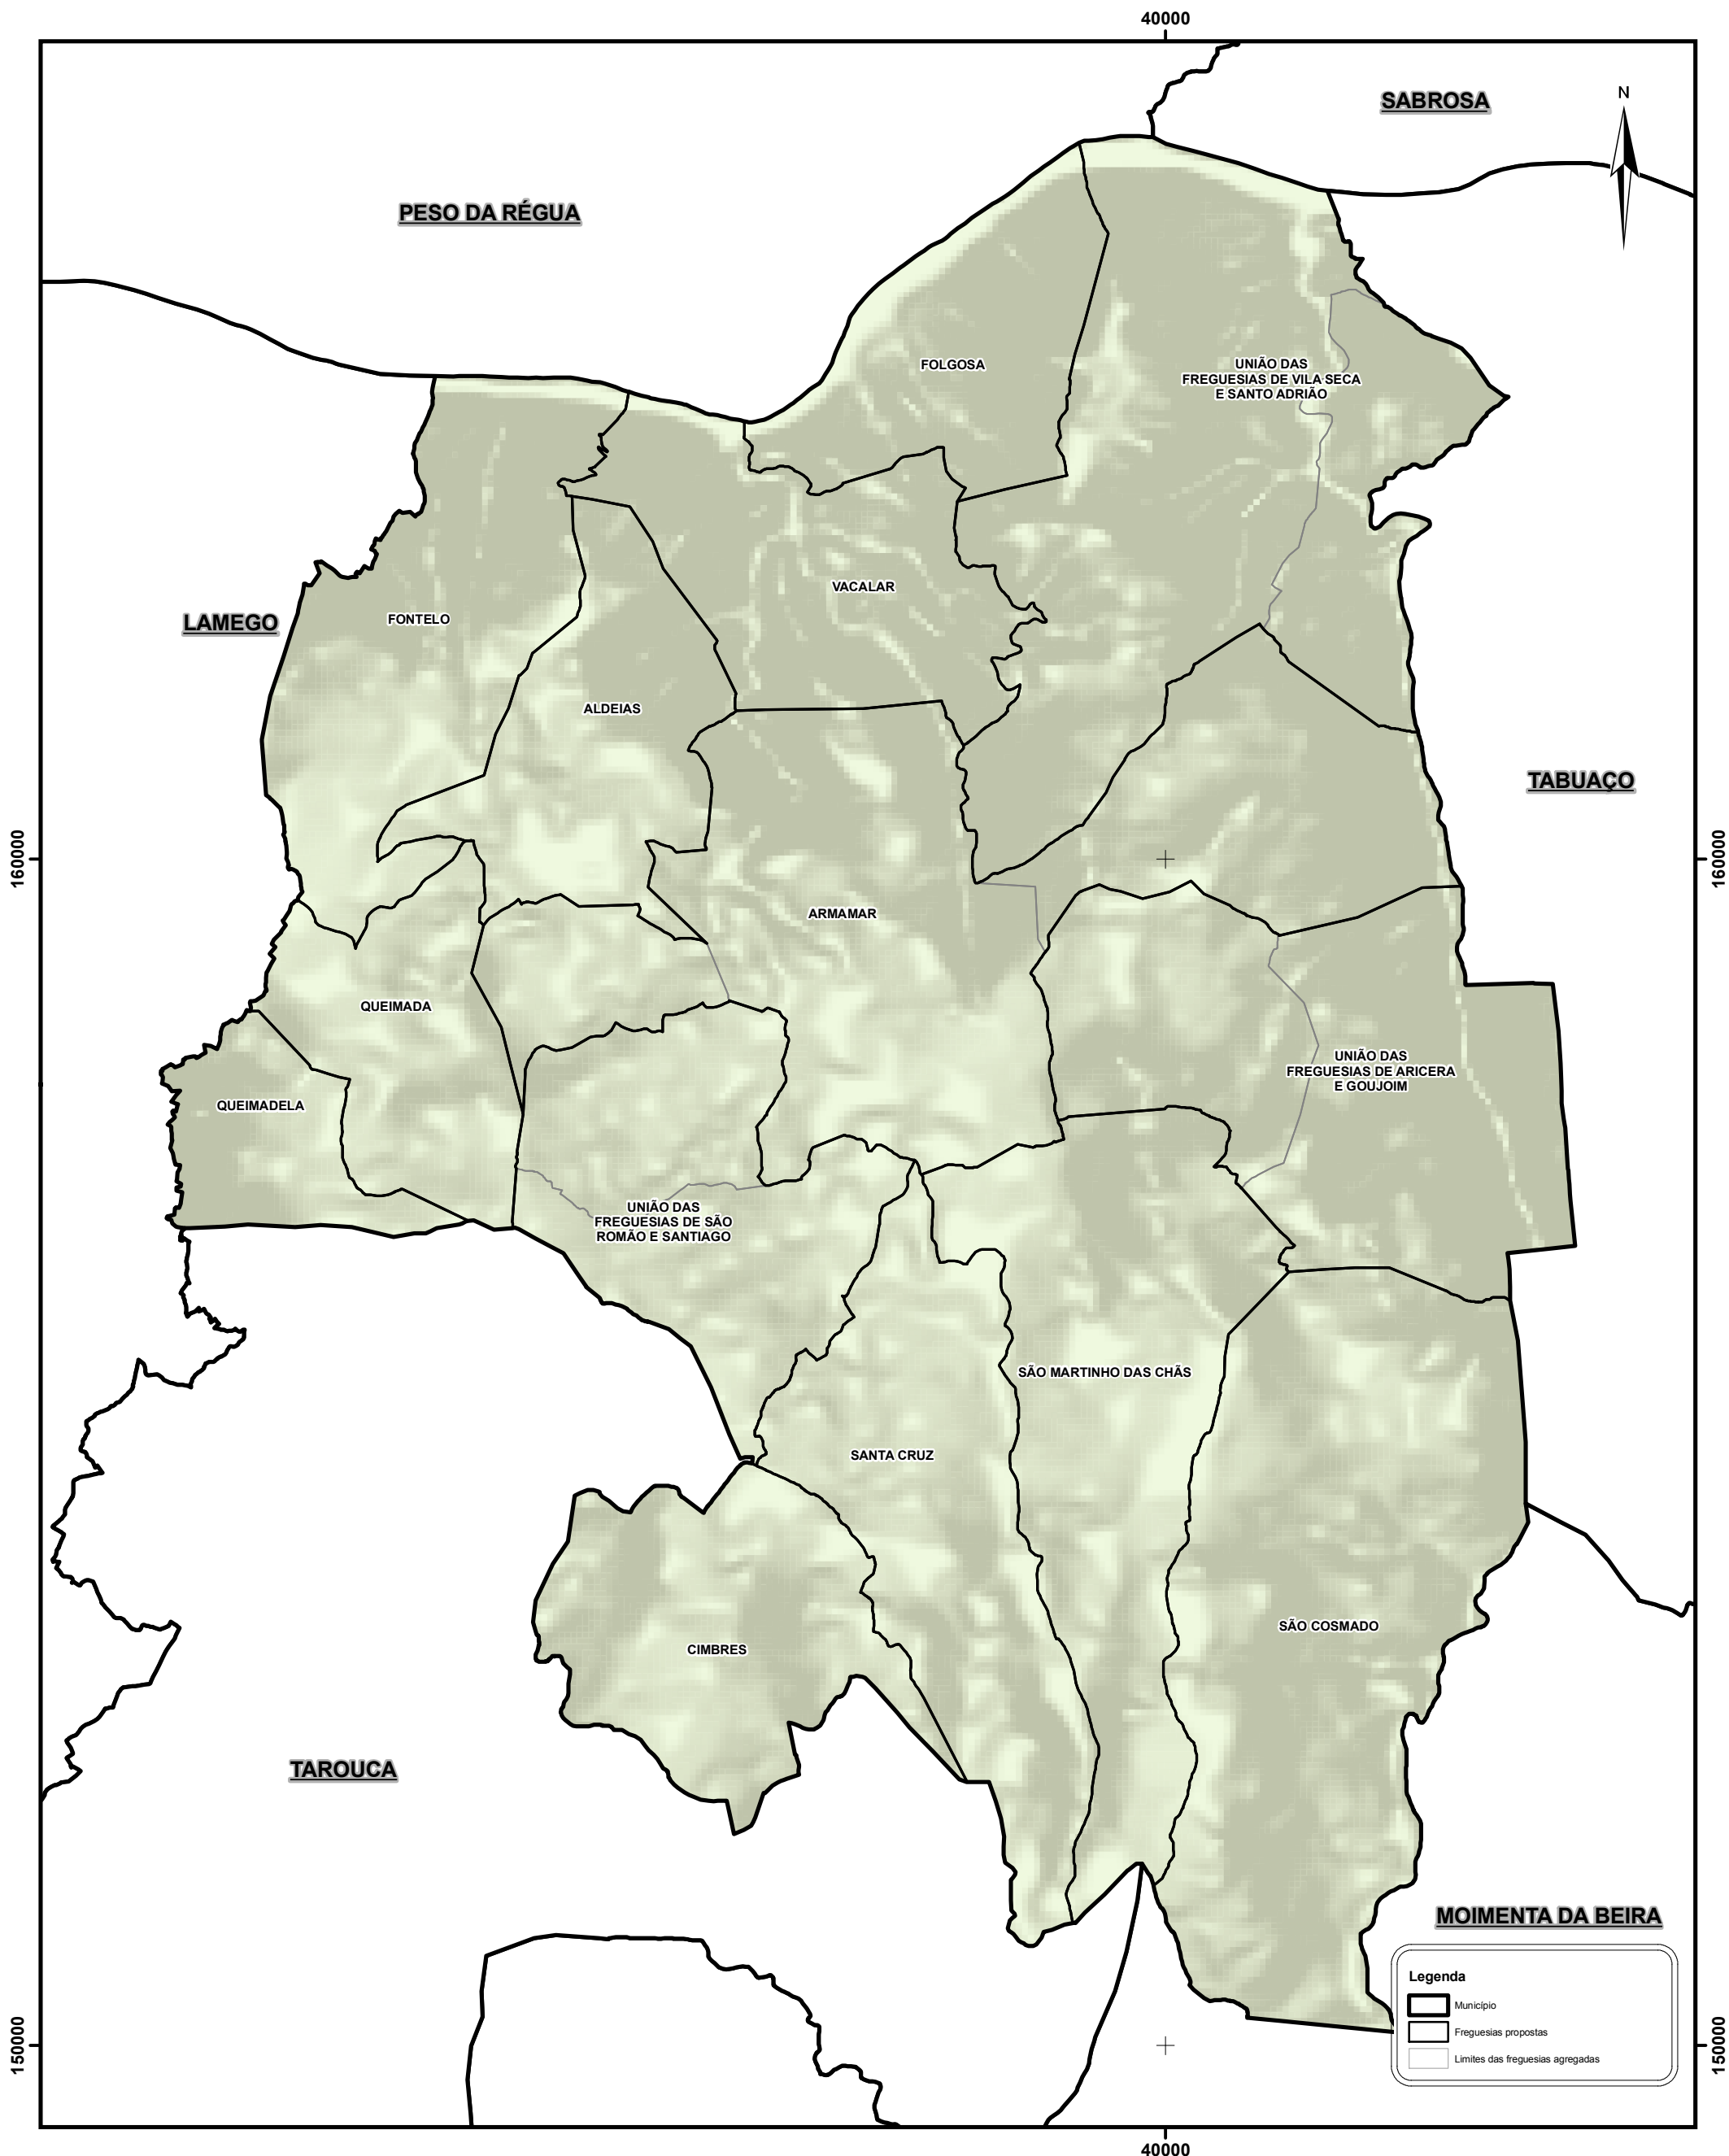 40000
SABROSA
N
PESO DA RÉGUA
FOLGOSA
UNIÃO DAS
FREGUESIAS DE VILA SECA
E SANTO ADRIÃO
VACALAR
LAMEGO
FONTELO
ALDEIAS
TABUAÇO
160000
160000
ARMAMAR
QUEIMADA
UNIÃO DAS
FREGUESIAS DE ARICERA
E GOUJOIM
QUEIMADELA
UNIÃO DAS
FREGUESIAS DE SÃO
ROMÃO E SANTIAGO
SÃO MARTINHO DAS CHÃS
SANTA CRUZ
SÃO COSMADO
CIMBRES
TAROUCA
MOIMENTA DA BEIRA
Legenda
Município
Freguesias propostas
Limites das freguesias agregadas
150000
150000
40000